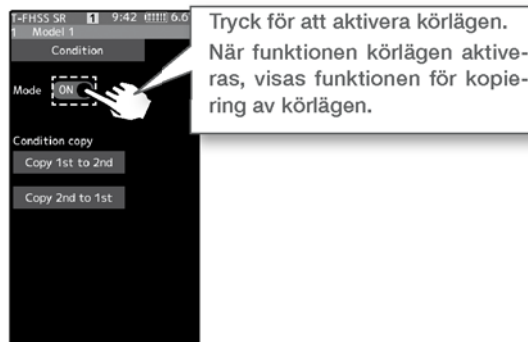 T-FHSS SR 1 9:42 6.6
1 Model 1
Condition
Mode ON
Condition copy
Copy 1st to 2nd
Copy 2nd to 1st
Tryck för att aktivera körlägen.
När funktionen körlägen aktive-
ras, visas funktionen för kopie-
ring av körlägen.